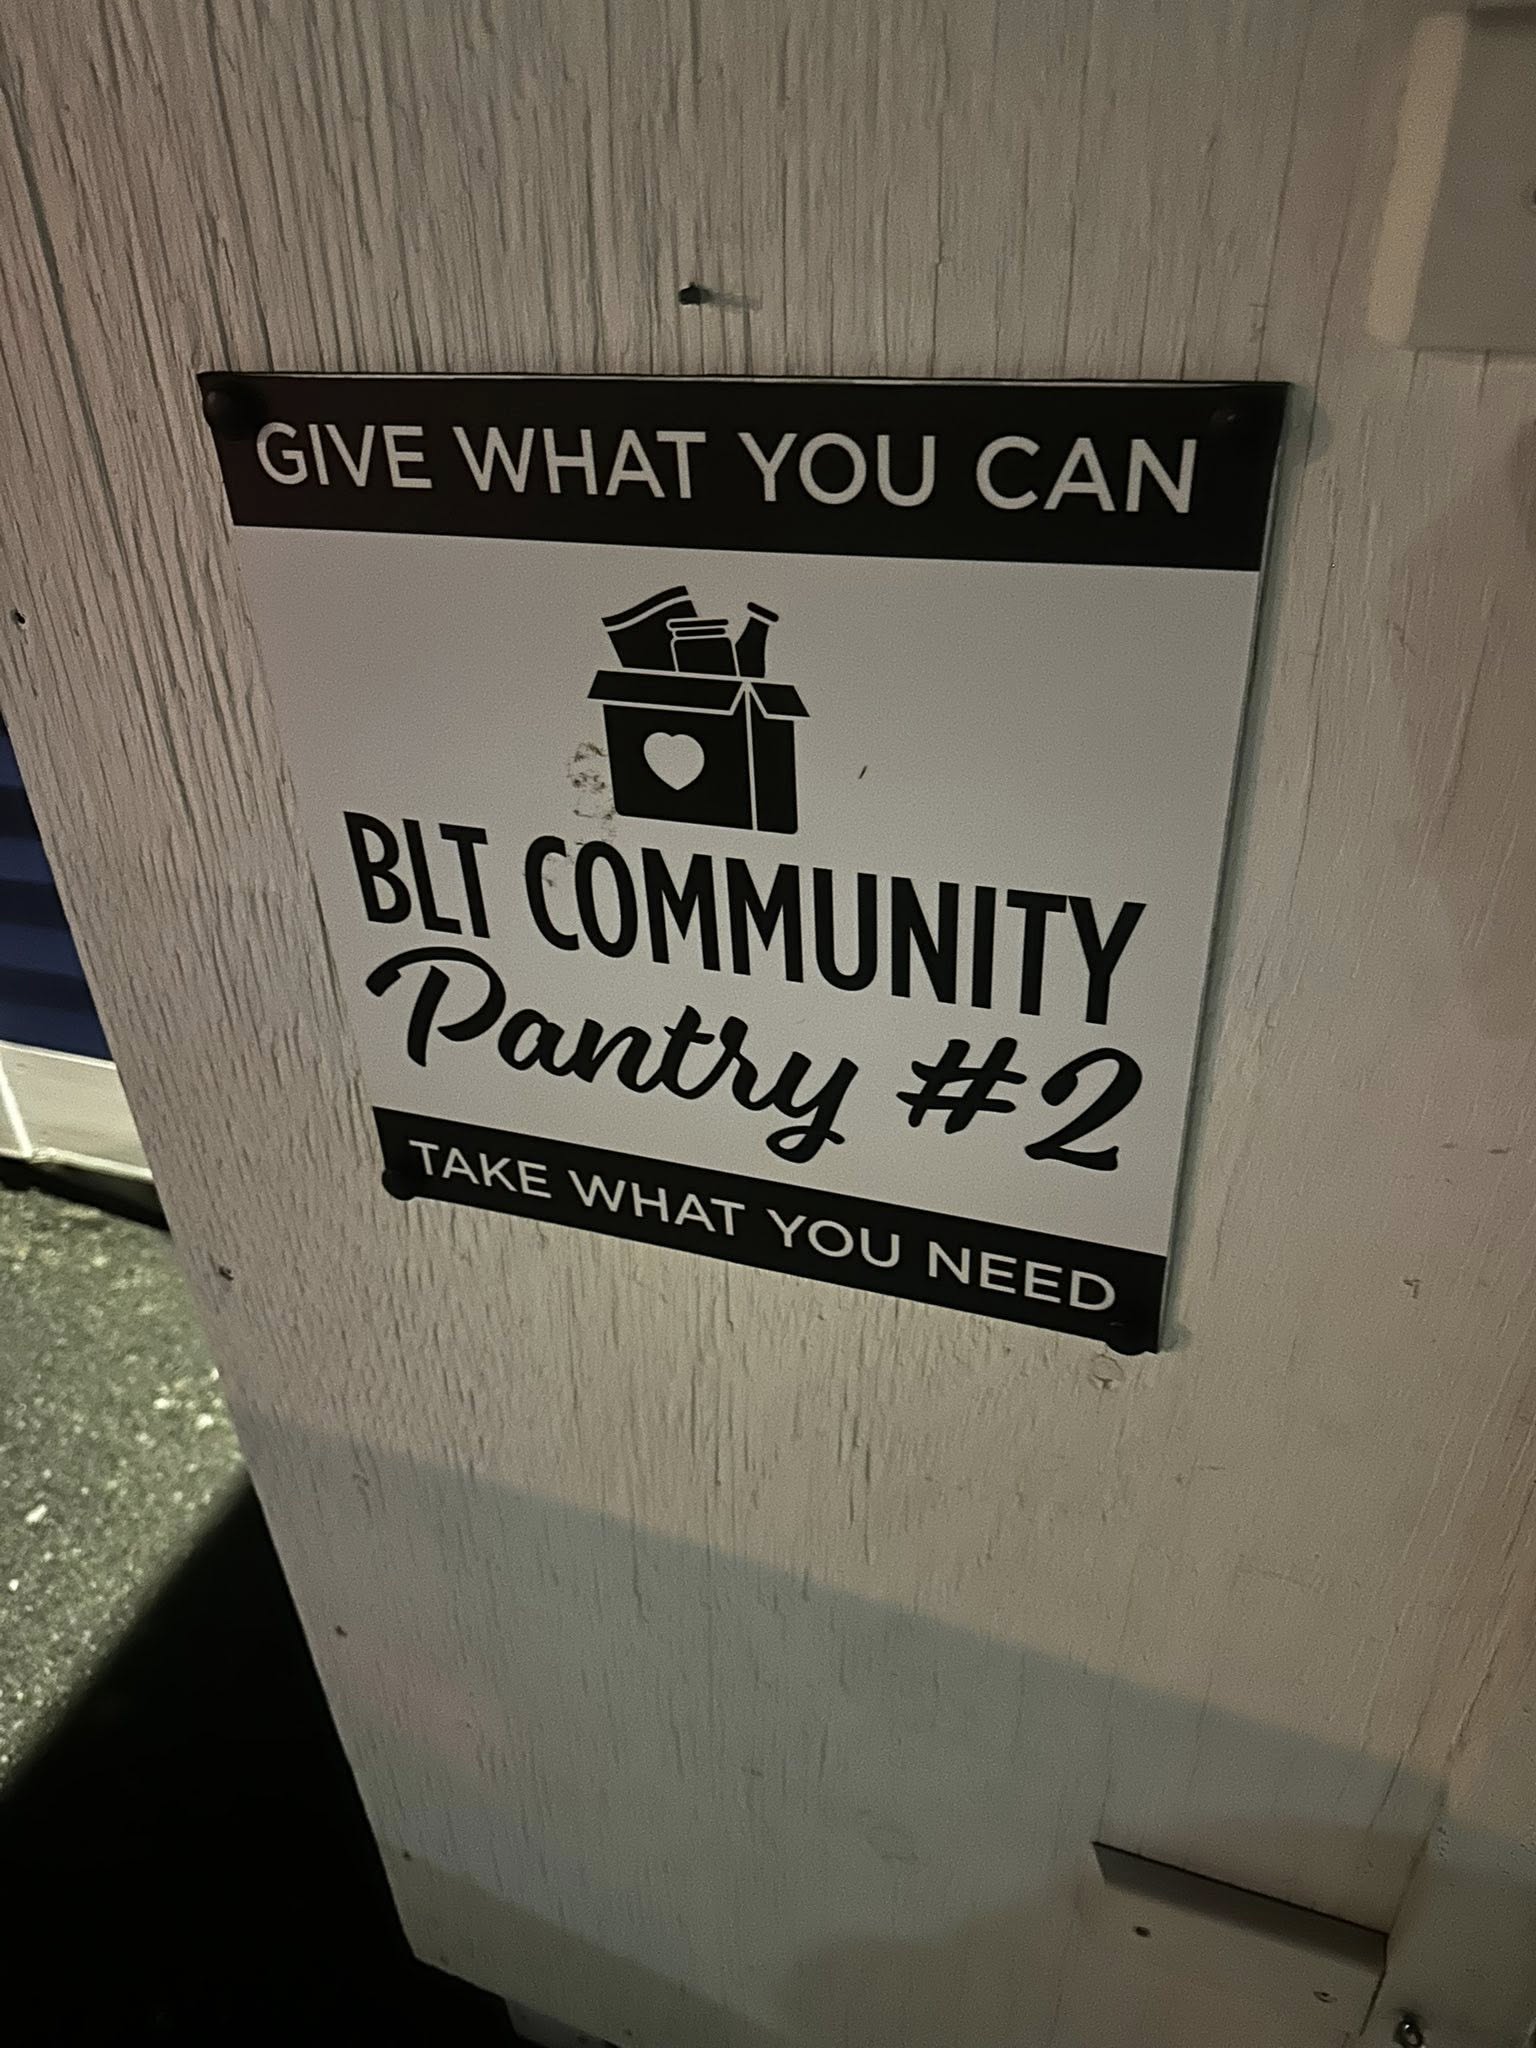 GIVE WHAT YOU CAN
BLT COMMUNITY
Pantry #2
TAKE WHAT YOU NEED